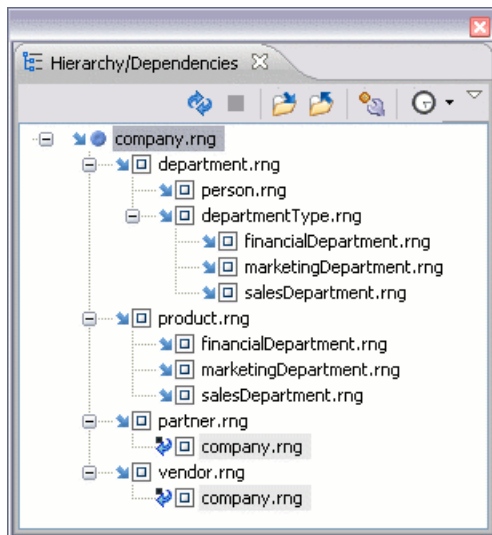 Hierarchy/Dependencies
company.rng
department.rng
person.rng
departmentType.rng
financialDepartment.rng
marketingDepartment.rng
salesDepartment.rng
product.rng
financialDepartment.rng
marketingDepartment.rng
salesDepartment.rng
partner.rng
company.rng
vendor.rng
company.rng